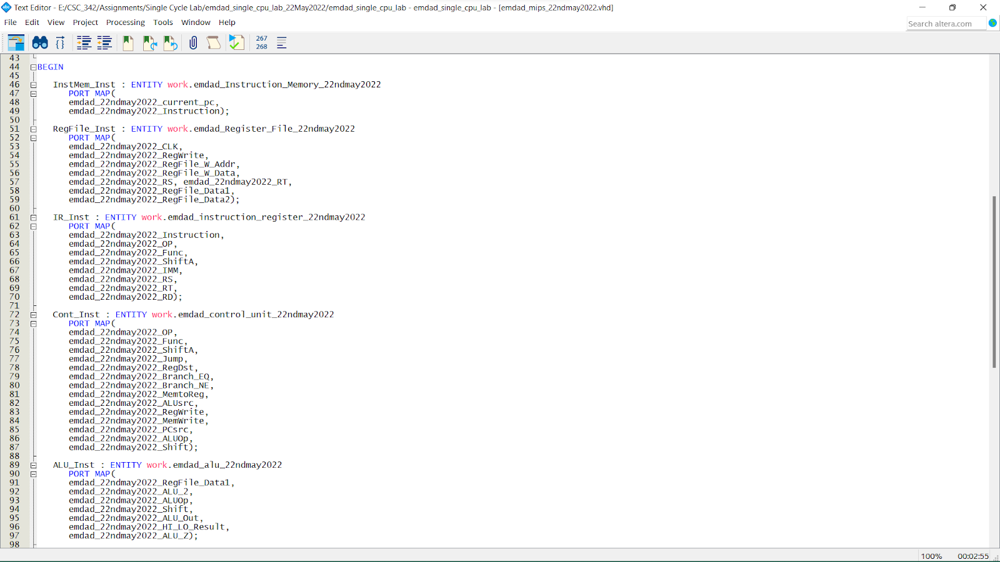 Text Editor - E:/CSC_342/Assignments/Single Cycle Lab/emdad_single_cpu_lab_22May2022/emdad_single_cpu_lab - emdad_single_cpu_lab - [emdad_mips_22ndmay2022.vhd]
File Edit View Project Processing Tools Window Help
Search altera.com
267
268
43
44 BEGIN
45
46 InstMem_Inst : ENTITY work.emdad_Instruction_Memory_22ndmay2022
47 PORT MAP(
48 emdad_22ndmay2022_current_pc,
49 emdad_22ndmay2022_Instruction);
50
51 RegFile_Inst : ENTITY work.emdad_Register_File_22ndmay2022
52 PORT MAP(
53 emdad_22ndmay2022_CLK,
54 emdad_22ndmay2022_RegWrite,
55 emdad_22ndmay2022_RegFile_W_Addr,
56 emdad_22ndmay2022_RegFile_W_Data,
57 emdad_22ndmay2022_RS, emdad_22ndmay2022_RT,
58 emdad_22ndmay2022_RegFile_Data1,
59 emdad_22ndmay2022_RegFile_Data2);
60
61 IR_Inst : ENTITY work.emdad_instruction_register_22ndmay2022
62 PORT MAP(
63 emdad_22ndmay2022_Instruction,
64 emdad_22ndmay2022_OP,
65 emdad_22ndmay2022_Func,
66 emdad_22ndmay2022_ShiftA,
67 emdad_22ndmay2022_IMM,
68 emdad_22ndmay2022_RS,
69 emdad_22ndmay2022_RT,
70 emdad_22ndmay2022_RD);
71
72 Cont_Inst : ENTITY work.emdad_control_unit_22ndmay2022
73 PORT MAP(
74 emdad_22ndmay2022_OP,
75 emdad_22ndmay2022_Func,
76 emdad_22ndmay2022_ShiftA,
77 emdad_22ndmay2022_Jump,
78 emdad_22ndmay2022_RegDst,
79 emdad_22ndmay2022_Branch_EQ,
80 emdad_22ndmay2022_Branch_NE,
81 emdad_22ndmay2022_MemtoReg,
82 emdad_22ndmay2022_ALUsrc,
83 emdad_22ndmay2022_RegWrite,
84 emdad_22ndmay2022_MemWrite,
85 emdad_22ndmay2022_PCsrc,
86 emdad_22ndmay2022_ALUOp,
87 emdad_22ndmay2022_Shift);
88
89 ALU_Inst : ENTITY work.emdad_alu_22ndmay2022
90 PORT MAP(
91 emdad_22ndmay2022_RegFile_Data1,
92 emdad_22ndmay2022_ALU_2,
93 emdad_22ndmay2022_ALUOp,
94 emdad_22ndmay2022_Shift,
95 emdad_22ndmay2022_ALU_Out,
96 emdad_22ndmay2022_HI_LO_Result,
97 emdad_22ndmay2022_ALU_Z);
98
100% 00:02:55